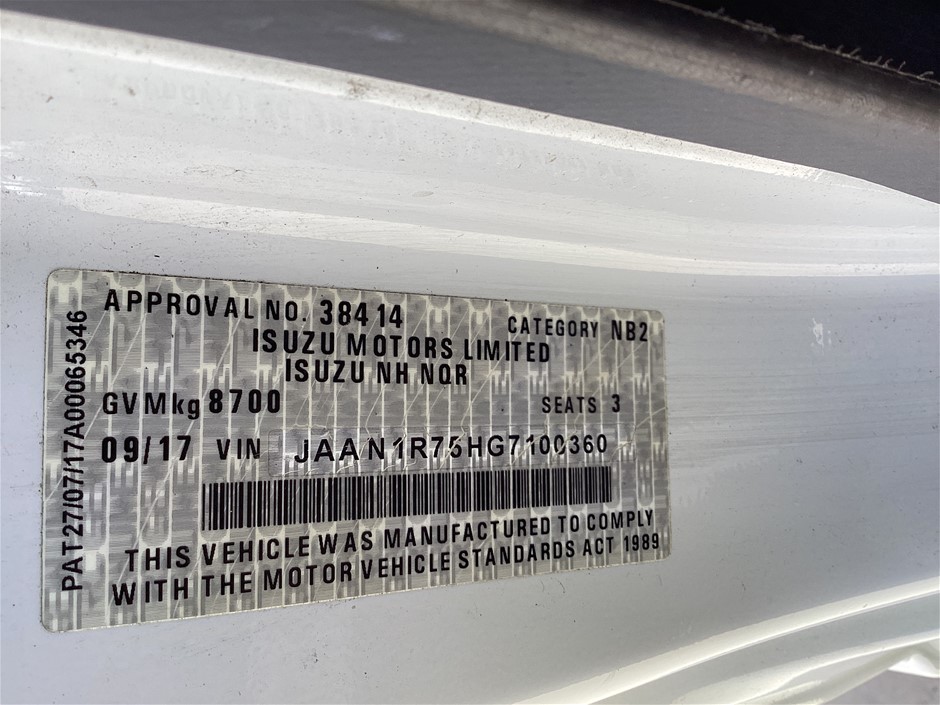 APPROVAL NO. 38414 CATEGORY NB2
ISUZU MOTORS LIMITED
ISUZU NH NQR
GVMkg 8700 SEATS 3
09/17 VIN JAAN1R75HG7100360
THIS VEHICLE WAS MANUFACTURED TO COMPLY
WITH THE MOTOR VEHICLE STANDARDS ACT 1989
PAT27/07/17A00065346